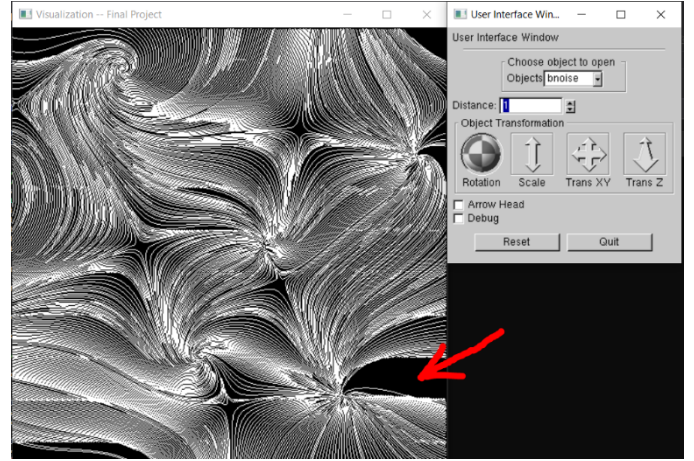 Visualization -- Final Project
User Interface Win...
User Interface Window
Choose object to open
Objects bnoise
Distance: 1
Object Transformation
Rotation Scale Trans XY Trans Z
Arrow Head
Debug
Reset Quit